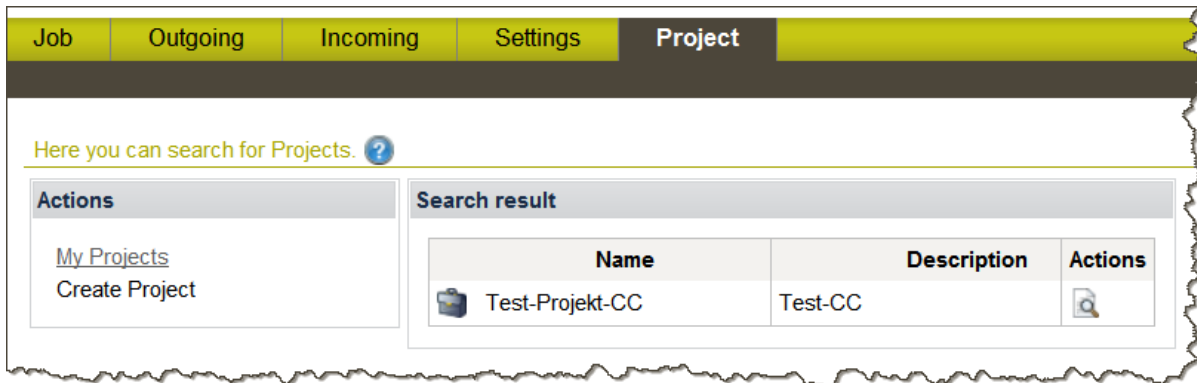 Job Outgoing Incoming Settings Project
Here you can search for Projects. ?
Actions
My Projects
Create Project
Search result
Name Description Actions
Test-Projekt-CC Test-CC